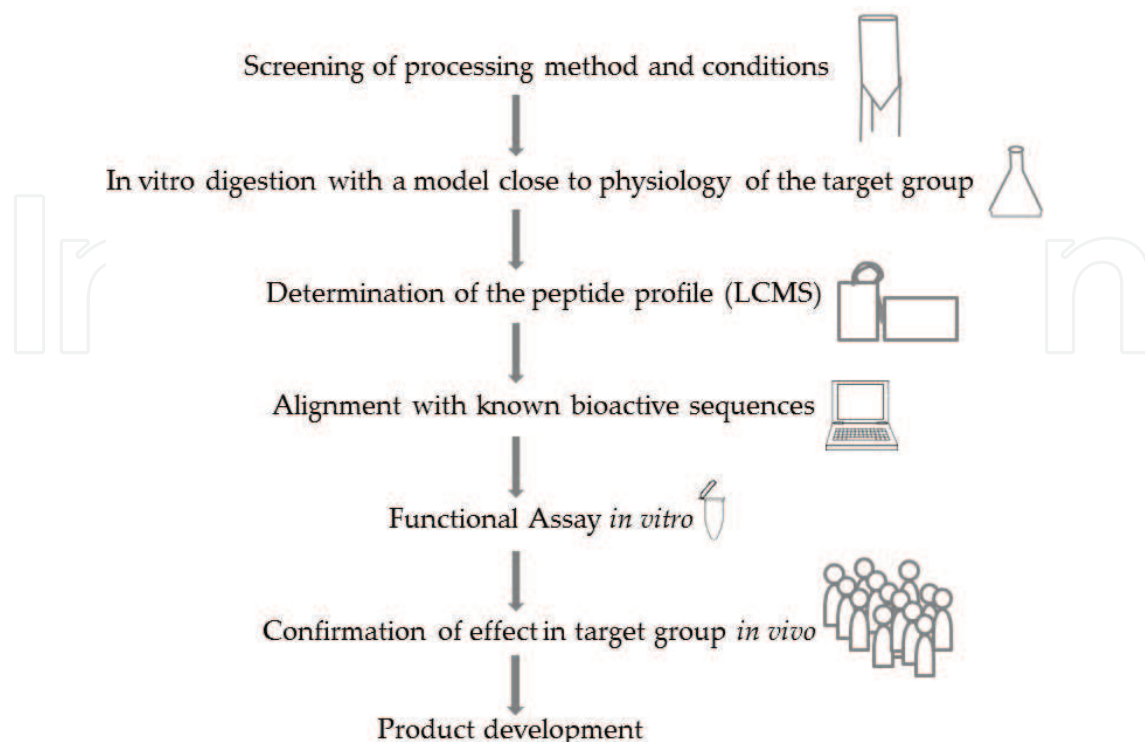 Screening of processing method and conditions
In vitro digestion with a model close to physiology of the target group
Determination of the peptide profile (LCMS)
Alignment with known bioactive sequences
Functional Assay in vitro
Confirmation of effect in target group in vivo
Product development